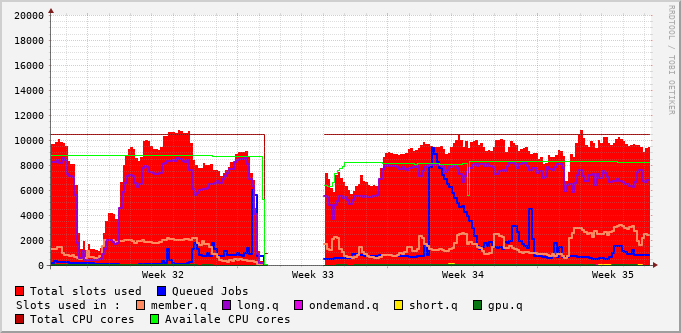 20000
18000
16000
14000
12000
10000
8000
6000
4000
2000
0
Week 32 Week 33 Week 34 Week 35
RRDTOOL / TOBI OETIKER
Total slots used Queued Jobs
Slots used in : member.q long.q ondemand.q short.q gpu.q
Total CPU cores Availale CPU cores